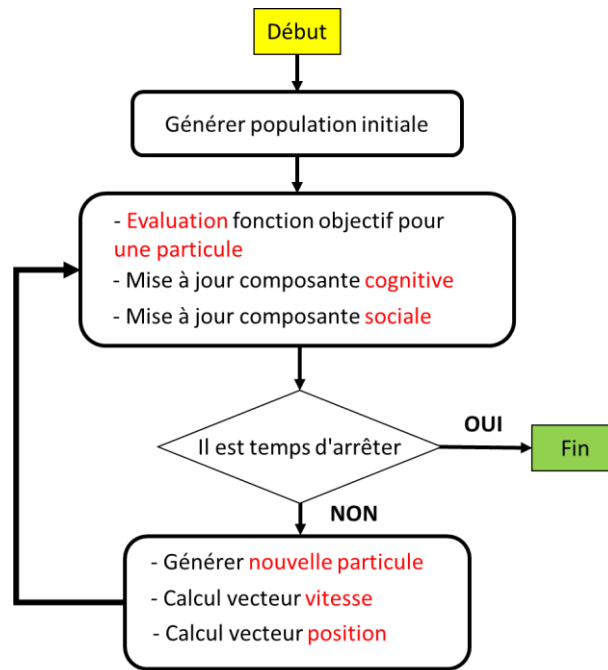 Début
Générer population initiale
- Evaluation fonction objectif pour
une particule
- Mise à jour composante cognitive
- Mise à jour composante sociale
Il est temps d'arrêter
OUI
Fin
NON
- Générer nouvelle particule
- Calcul vecteur vitesse
- Calcul vecteur position